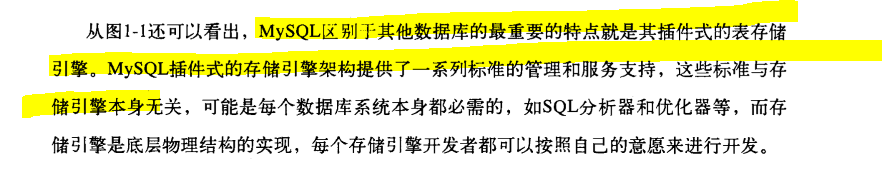 从图1-1还可以看出，MySQL区别于其他数据库的最重要的特点就是其插件式的表存储
引擎。MySQL插件式的存储引擎架构提供了一系列标准的管理和服务支持，这些标准与存
储引擎本身无关，可能是每个数据库系统本身都必需的，如SQL分析器和优化器等，而存
储引擎是底层物理结构的实现，每个存储引擎开发者都可以按照自己的意愿来进行开发。